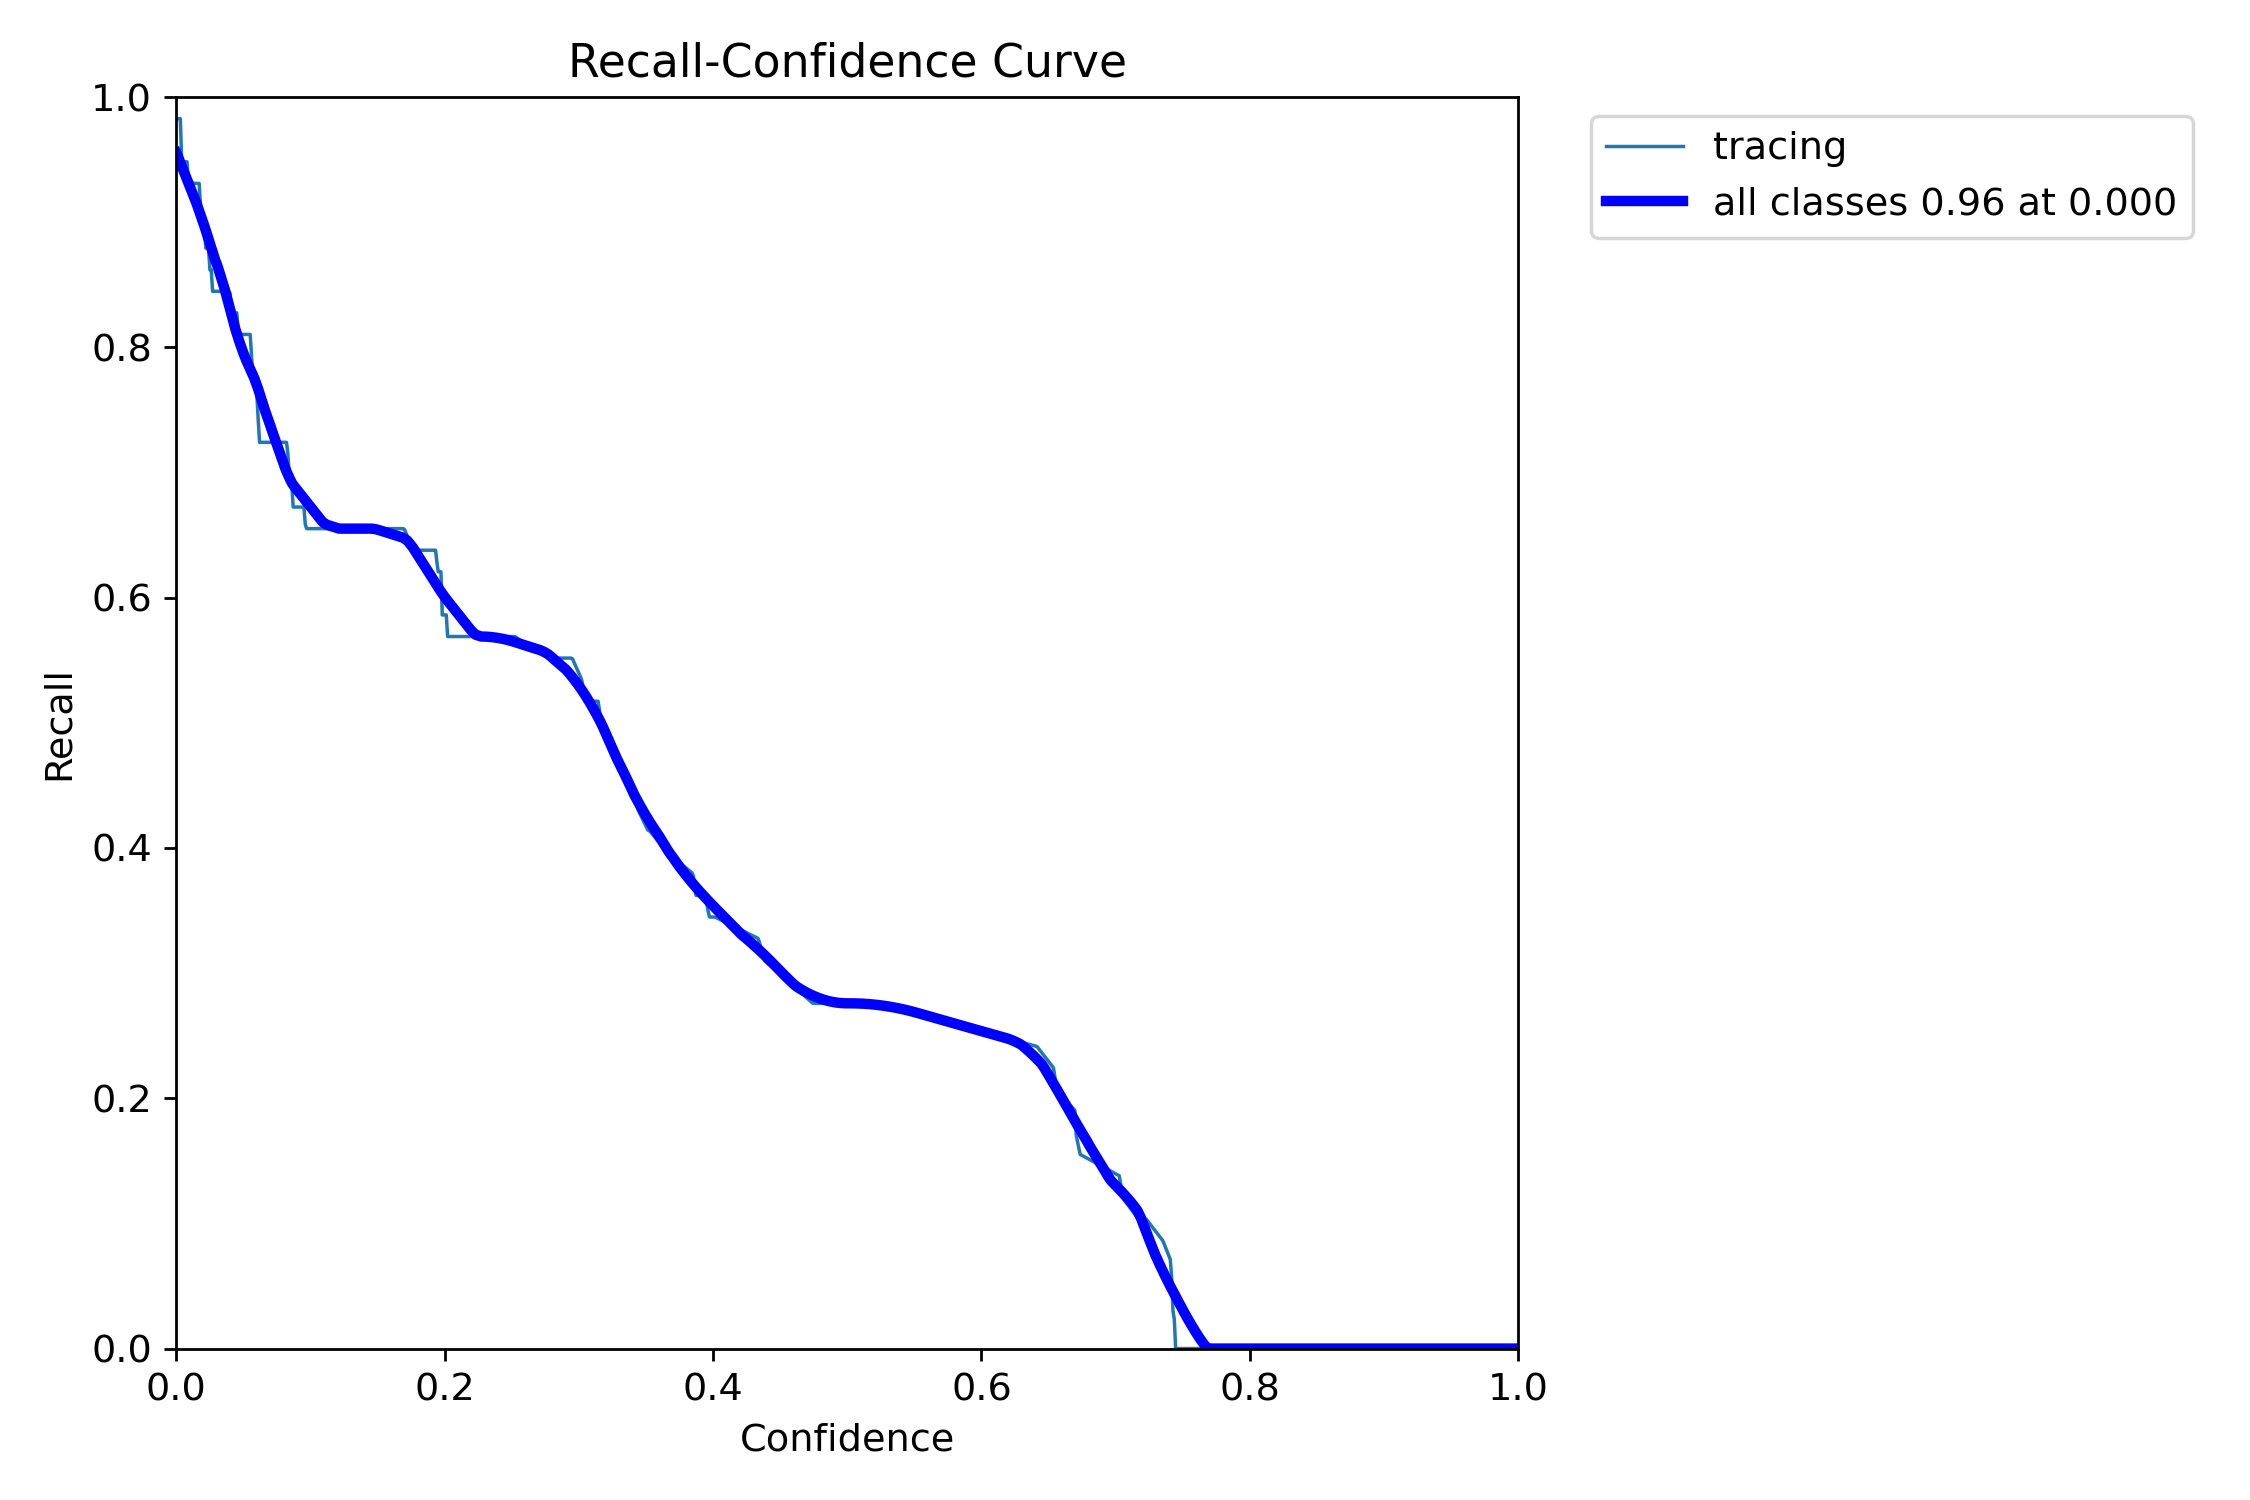 Recall-Confidence Curve
1.0
0.8
0.6
0.4
0.2
0.0
Recall
0.0 0.2 0.4 0.6 0.8 1.0
Confidence
tracing
all classes 0.96 at 0.000